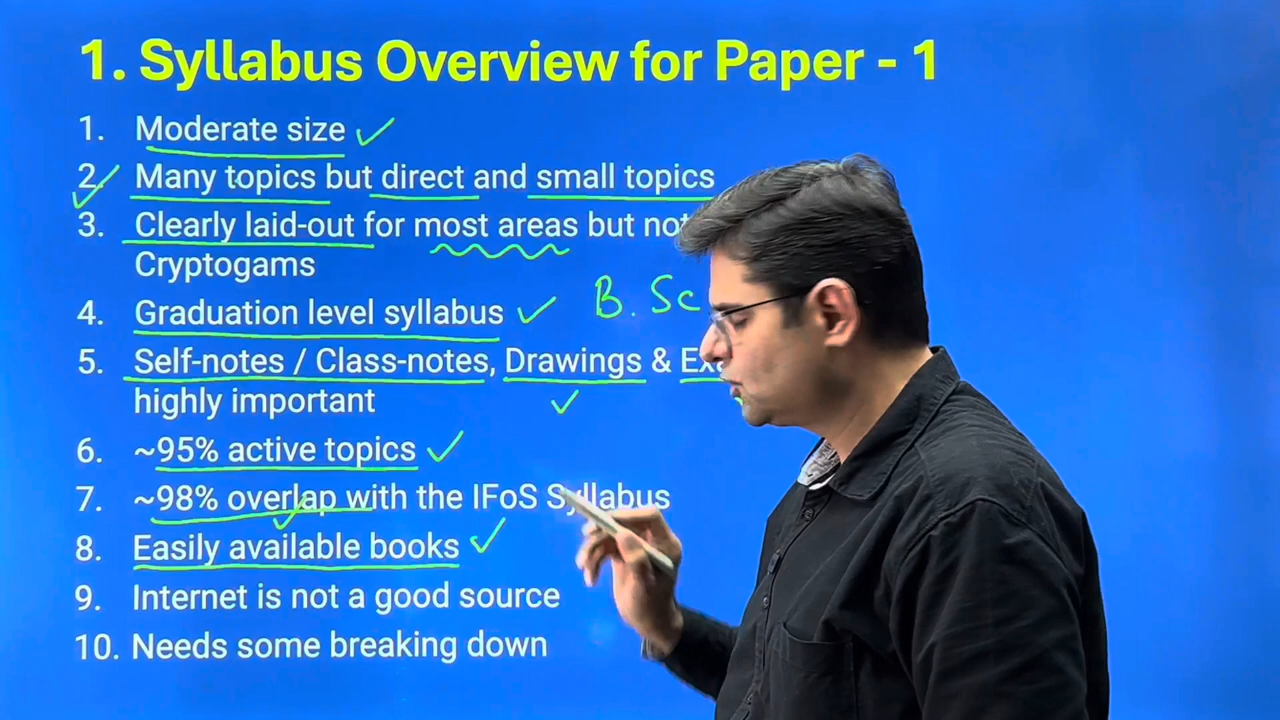 1. Syllabus Overview for Paper - 1
1. Moderate size
2. Many topics but direct and small topics
3. Clearly laid-out for most areas but not
Cryptogams
4. Graduation level syllabus
B. Sc
5. Self-notes / Class-notes, Drawings &
highly important
6. ~95% active topics
7. ~98% overlap with the IFoS Syllabus
8. Easily available books
9. Internet is not a good source
10. Needs some breaking down